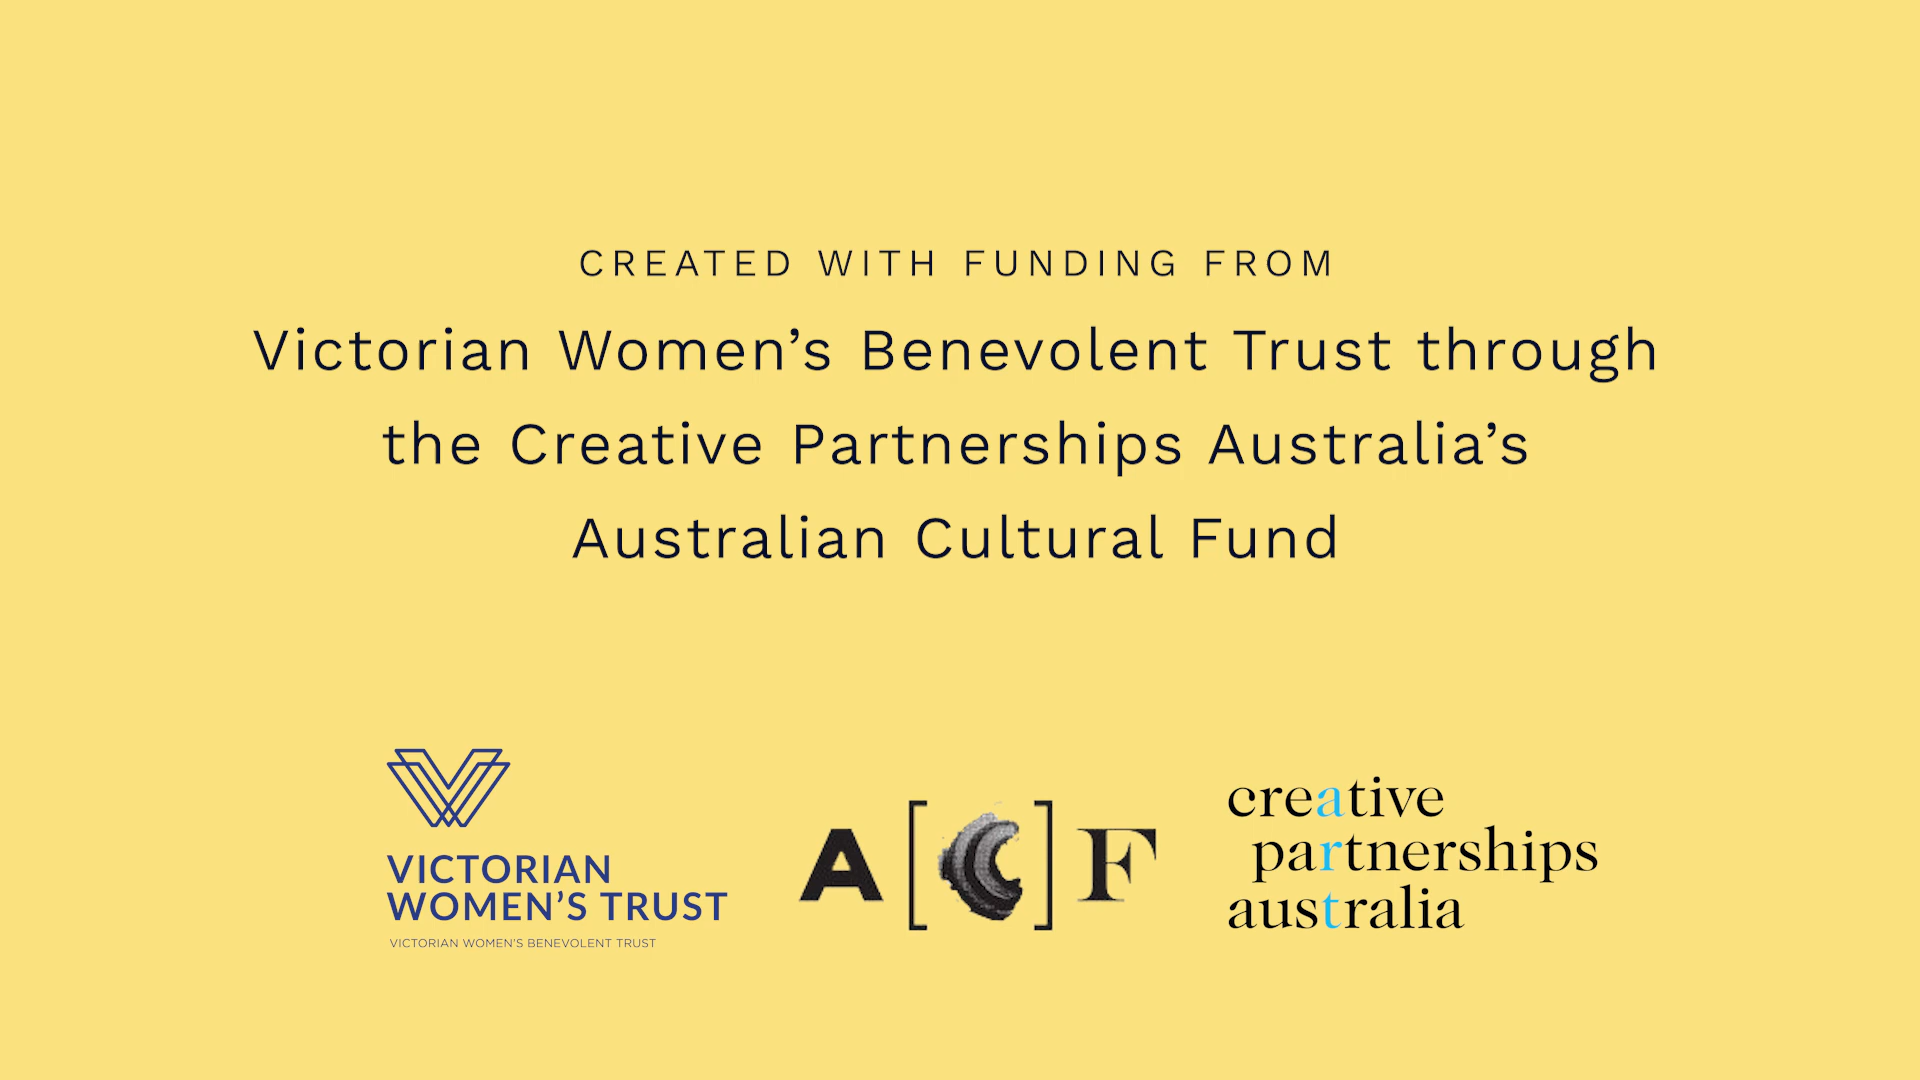 CREATED WITH FUNDING FROM
Victorian Women’s Benevolent Trust through
the Creative Partnerships Australia’s
Australian Cultural Fund
VICTORIAN
WOMEN’S TRUST
VICTORIAN WOMEN’S BENEVOLENT TRUST
A[C]F
creative
partnerships
australia